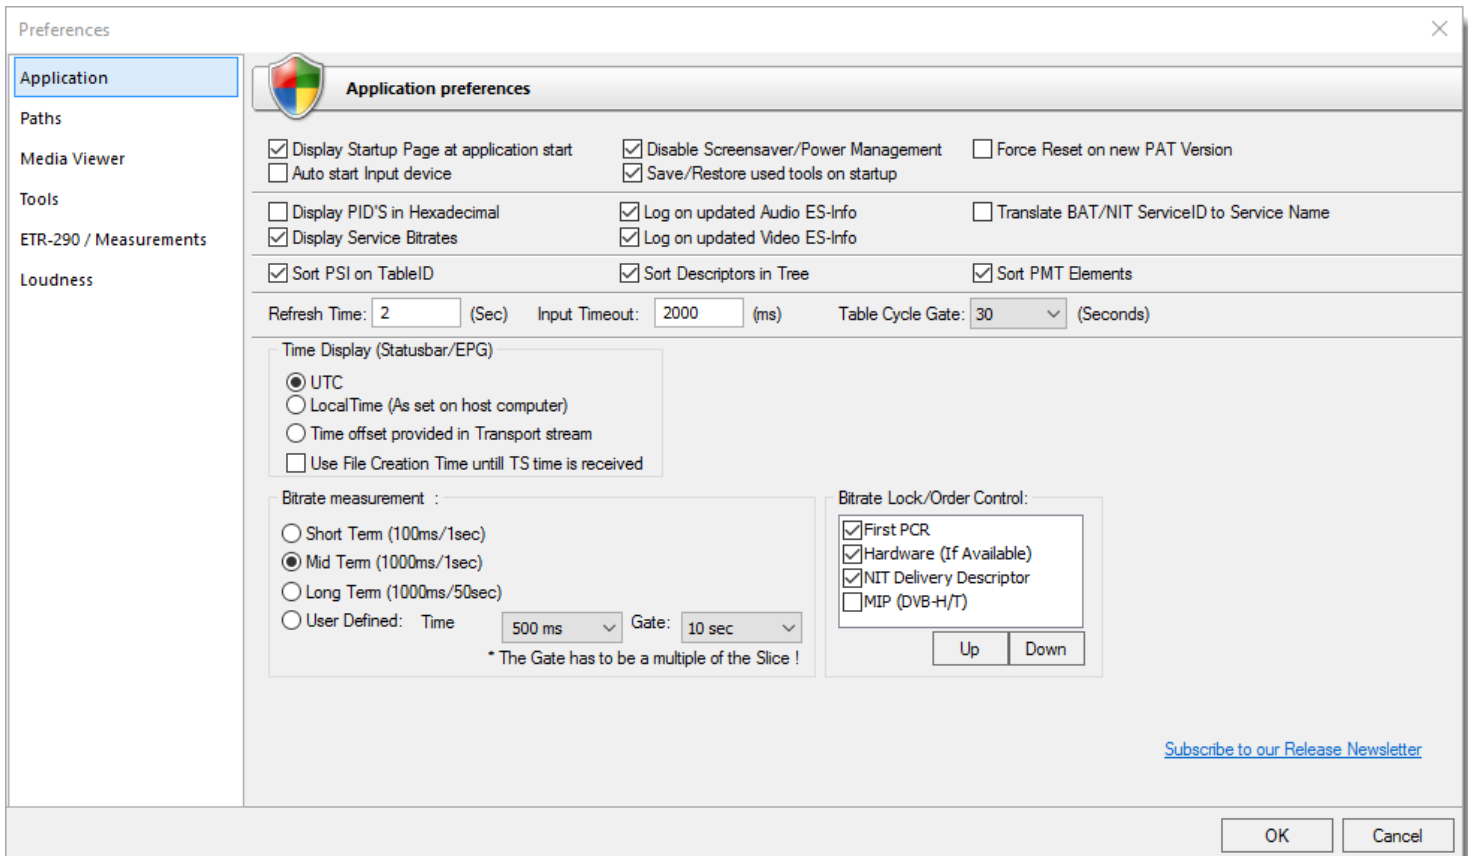 Preferences
Application
Paths
Media Viewer
Tools
ETR-290 / Measurements
Loudness
Application preferences
Display Startup Page at application start
Disable Screensaver/Power Management
Force Reset on new PAT Version
Auto start Input device
Save/Restore used tools on startup
Display PID'S in Hexadecimal
Log on updated Audio ES-Info
Translate BAT/NIT ServiceID to Service Name
Display Service Bitrates
Log on updated Video ES-Info
Sort PSI on TableID
Sort Descriptors in Tree
Sort PMT Elements
Refresh Time: 2 (Sec) Input Timeout: 2000 (ms) Table Cycle Gate: 30 (Seconds)
Time Display (Statusbar/EPG)
UTC
LocalTime (As set on host computer)
Time offset provided in Transport stream
Use File Creation Time untill TS time is received
Bitrate measurement :
Short Term (100ms/1sec)
Mid Term (1000ms/1sec)
Long Term (1000ms/50sec)
User Defined: Time 500 ms Gate: 10 sec
* The Gate has to be a multiple of the Slice !
Bitrate Lock/Order Control:
First PCR
Hardware (If Available)
NIT Delivery Descriptor
MIP (DVB-H/T)
Up Down
Subscribe to our Release Newsletter
OK Cancel